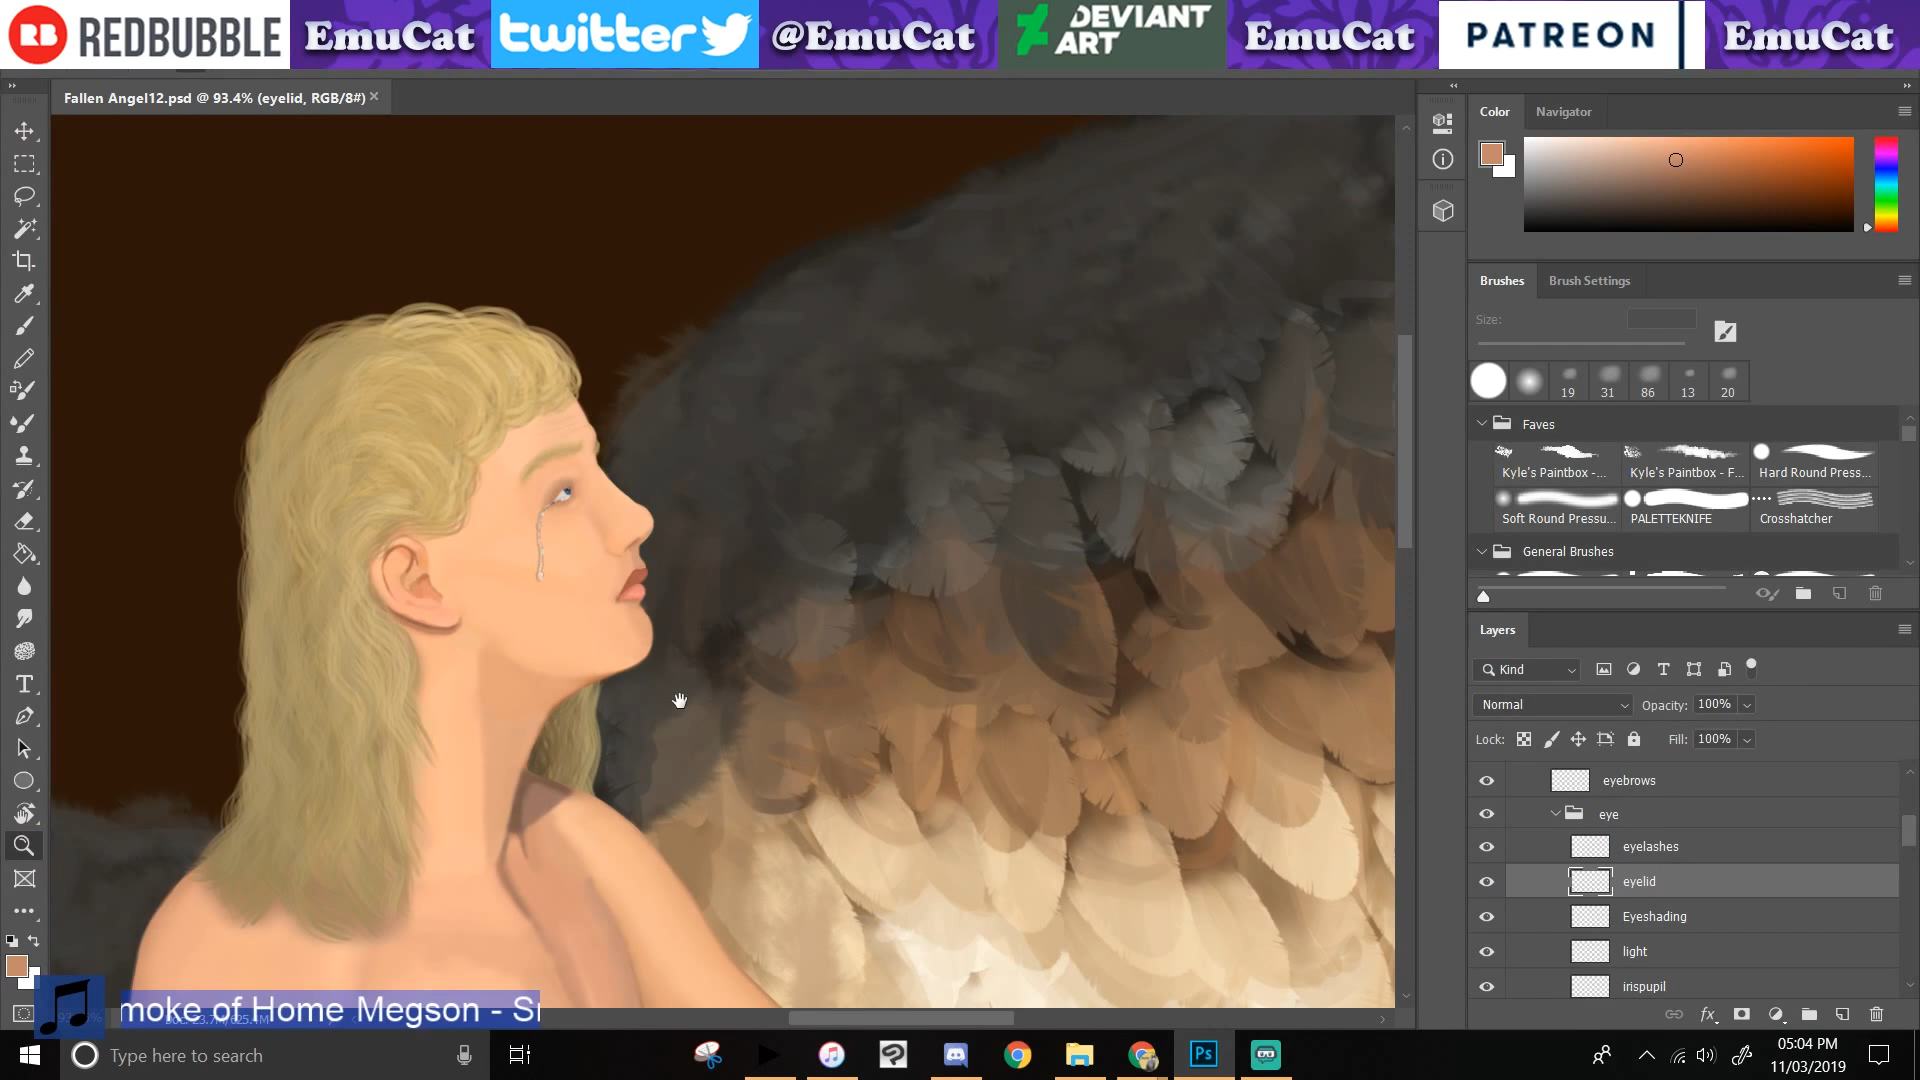 REDBUBBLE EmuCat twitter @EmuCat DEVIANT ART EmuCat PATREON EmuCat
Fallen Angel12.psd @ 93.4% (eyelid, RGB/8#)
Color Navigator
Brushes Brush Settings
Size:
19 31 86 13 20
Faves
Kyle's Paintbox -... Kyle's Paintbox - F... Hard Round Press...
Soft Round Pressu... PALETTEKNIFE Crosshatcher
General Brushes
Layers
Kind
Normal Opacity: 100%
Lock: Fill: 100%
eyebrows
eye
eyelashes
eyelid
Eyeshading
light
irispupil
moke of Home Megson - S
Type here to search
05:04 PM
11/03/2019